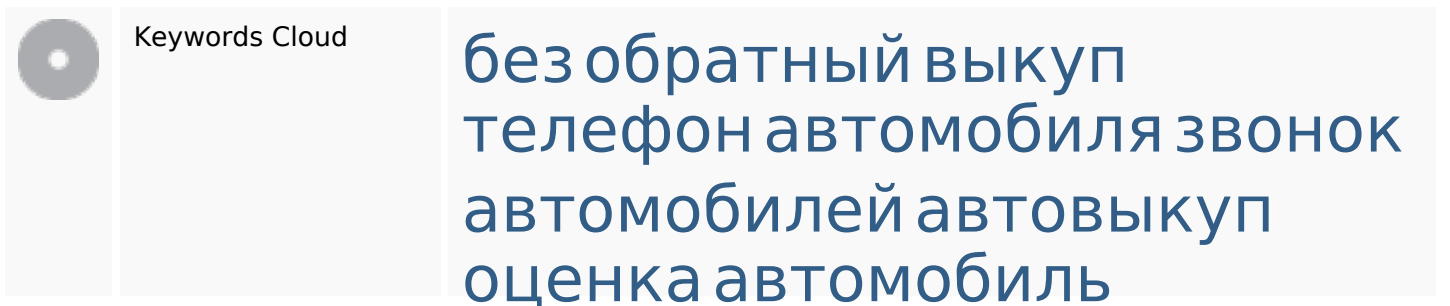 Keywords Cloud
без обратный выкуп
телефон автомобиля звонок
автомобилей автовыкуп
оценка автомобиль